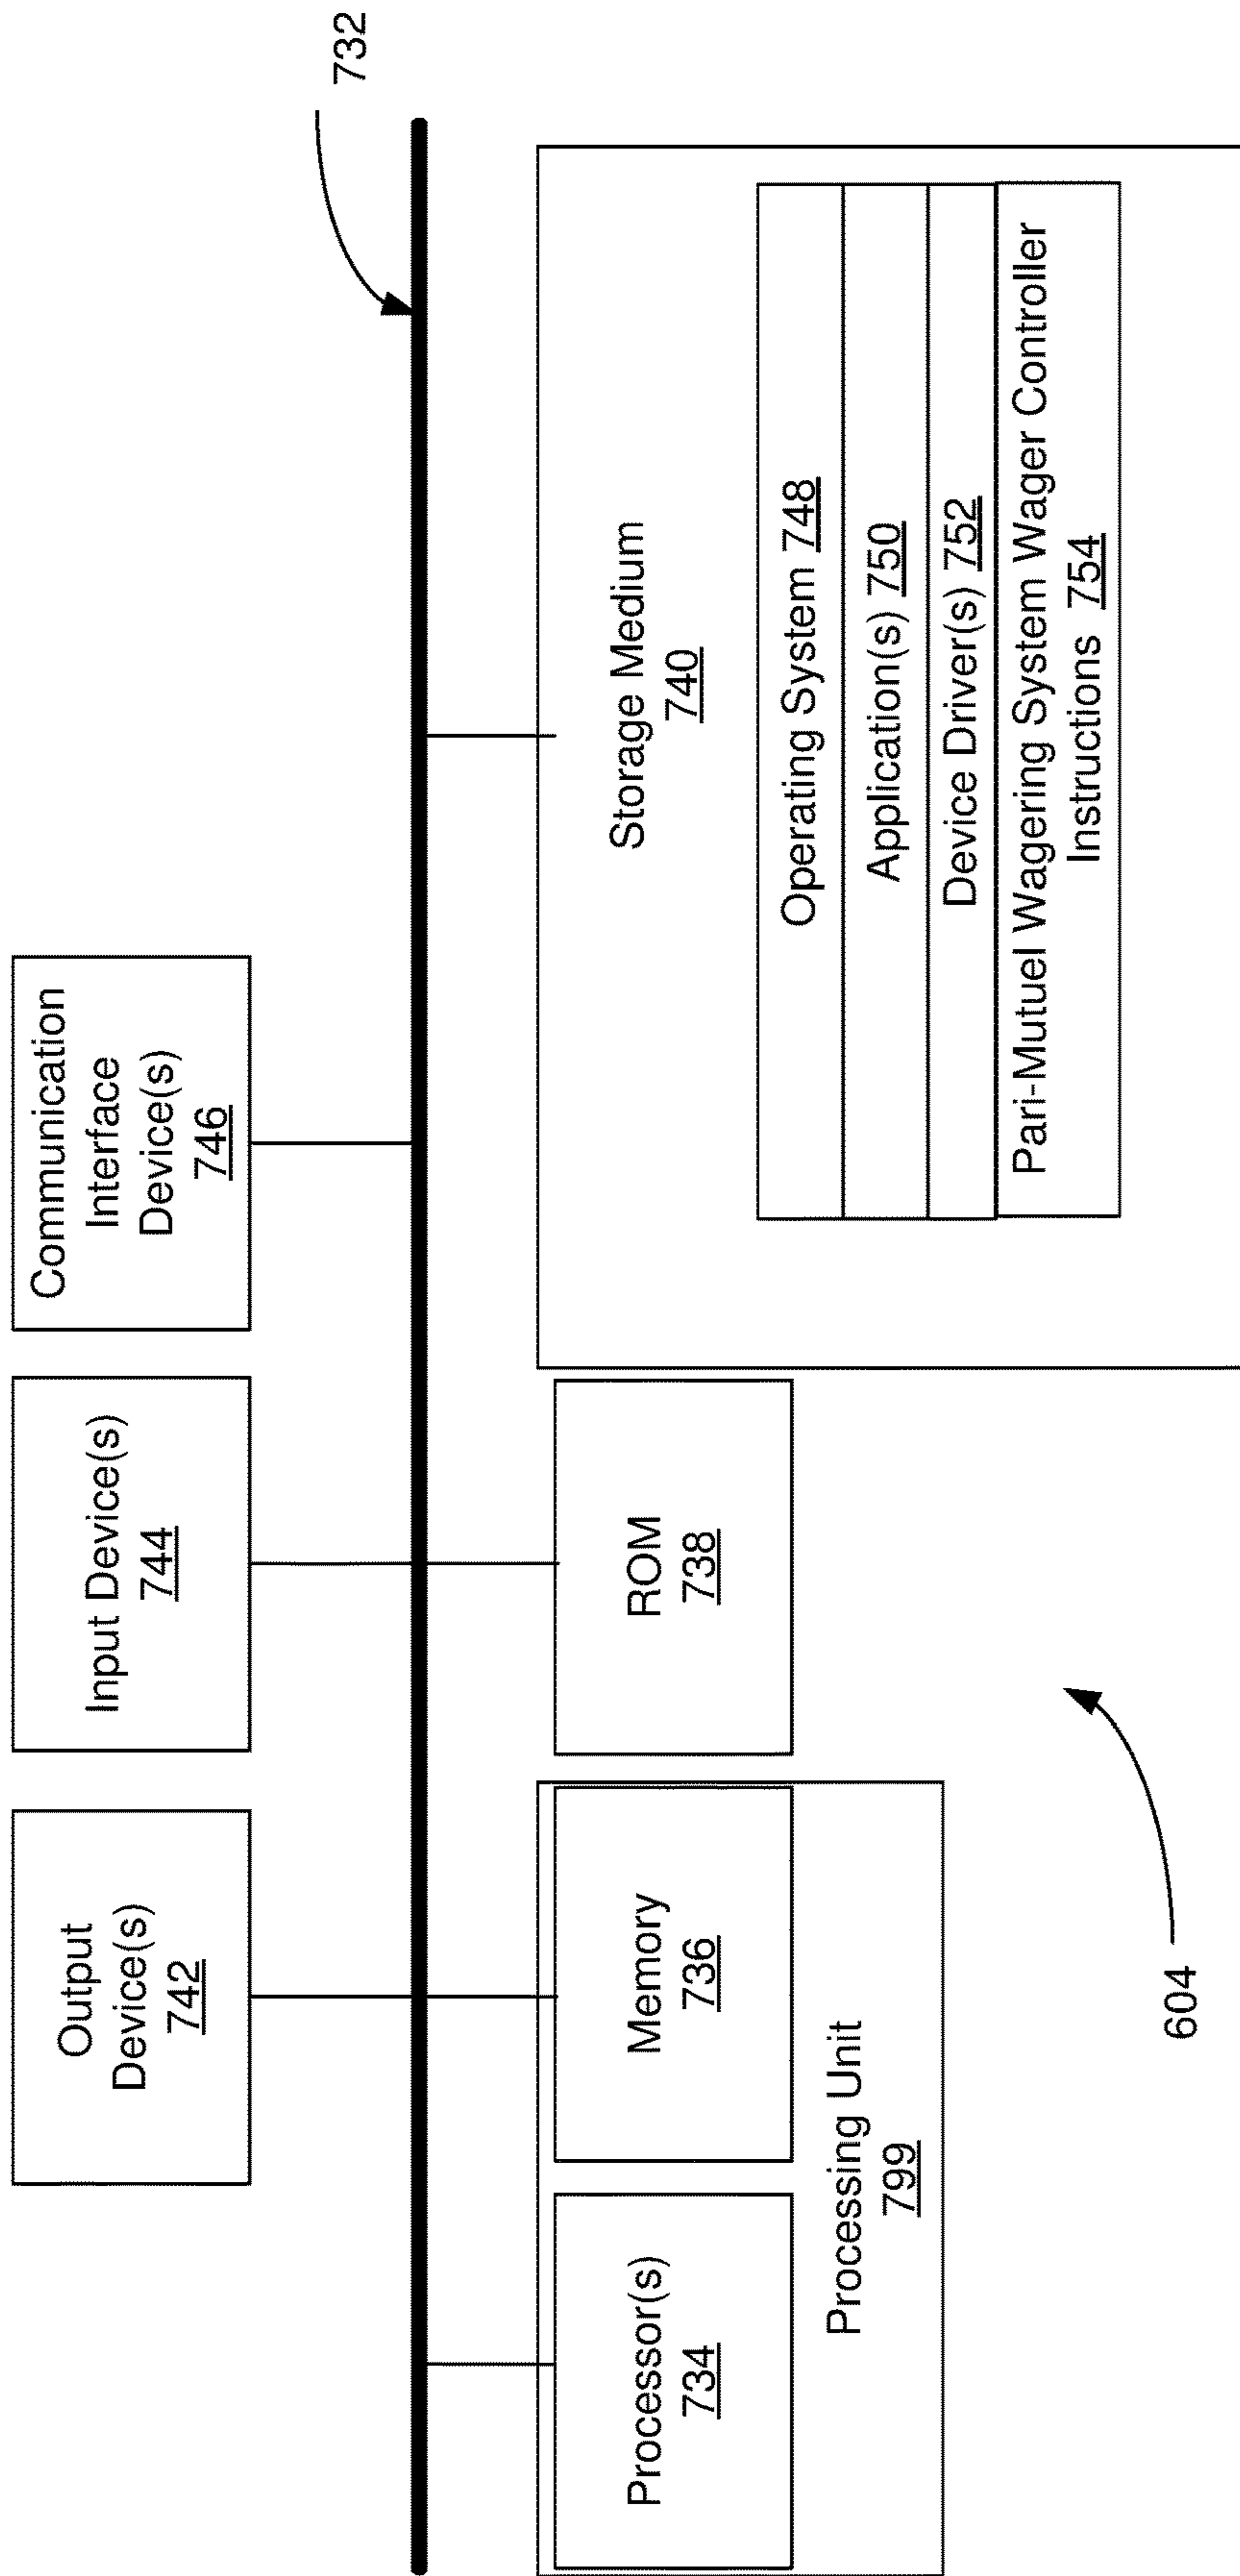 732
Output
Device(s)
742
Input Device(s)
744
Communication
Interface
Device(s)
746
Processor(s)
734
Memory
736
Processing Unit
799
ROM
738
Storage Medium
740
Operating System 748
Application(s) 750
Device Driver(s) 752
Pari-Mutuel Wagering System Wager Controller
Instructions 754
604